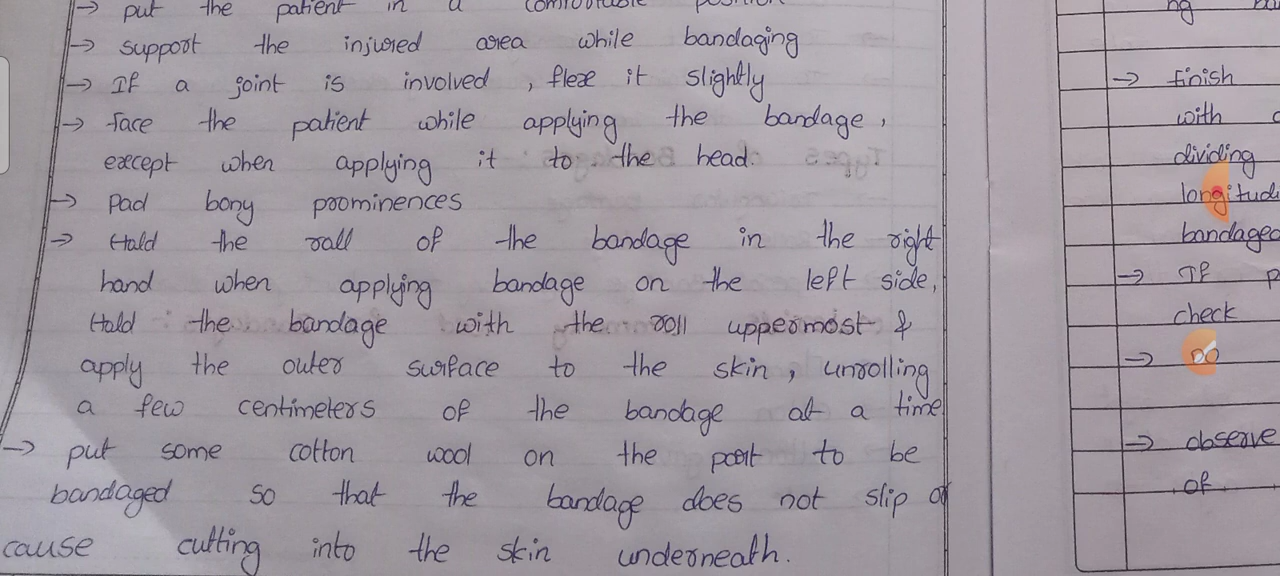 → put the patient in a comfortable position
→ support the injured area while bandaging
→ If a joint is involved, flexe it slightly
→ face the patient while applying the bandage,
except when applying it to the head.
→ Pad bony prominences
→ Hold the roll of the bandage in the right
hand when applying bandage on the left side,
Hold the bandage with the roll uppermost &
apply the outer surface to the skin, unrolling
a few centimeters of the bandage at a time
→ put some cotton wool on the part to be
bandaged so that the bandage does not slip or
cause cutting into the skin underneath.
ng
→ finish
with
dividing
bandaged
→ If
check
→
→ observe
of